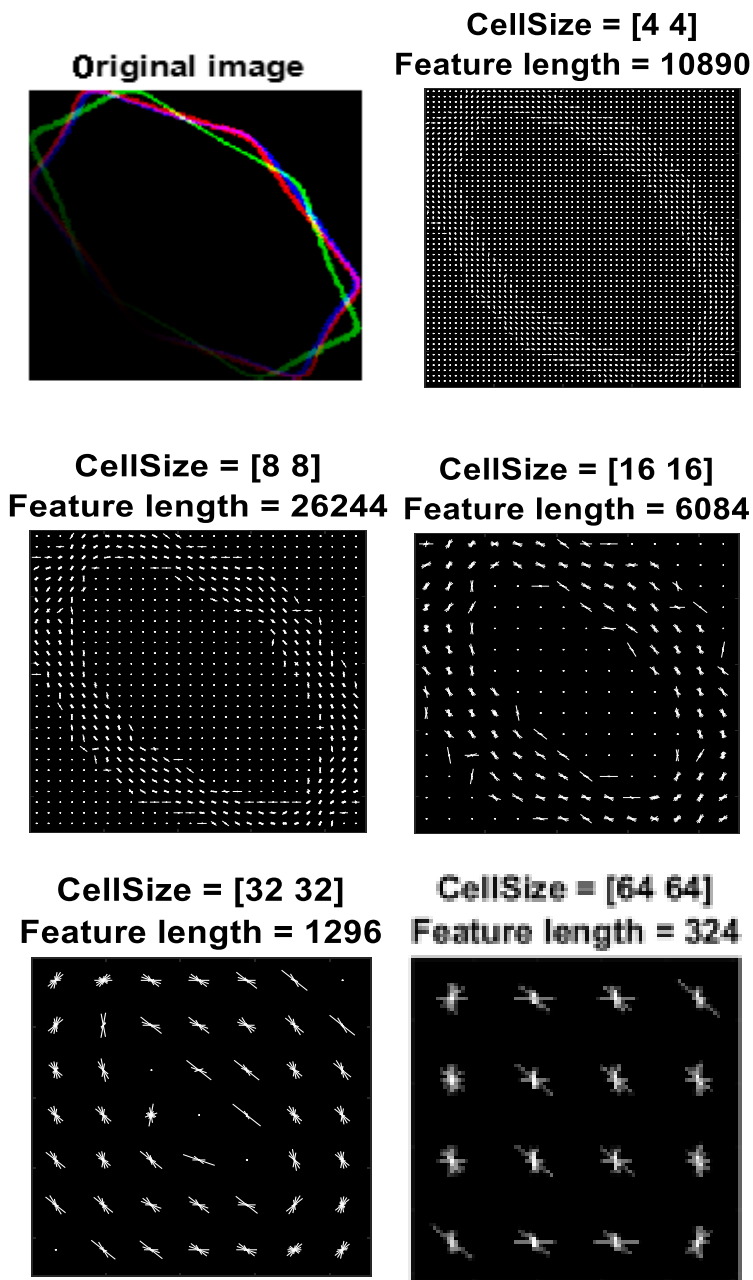 Original image
CellSize = [4 4]
Feature length = 10890
CellSize = [8 8]
Feature length = 26244
CellSize = [16 16]
Feature length = 6084
CellSize = [32 32]
Feature length = 1296
CellSize = [64 64]
Feature length = 324